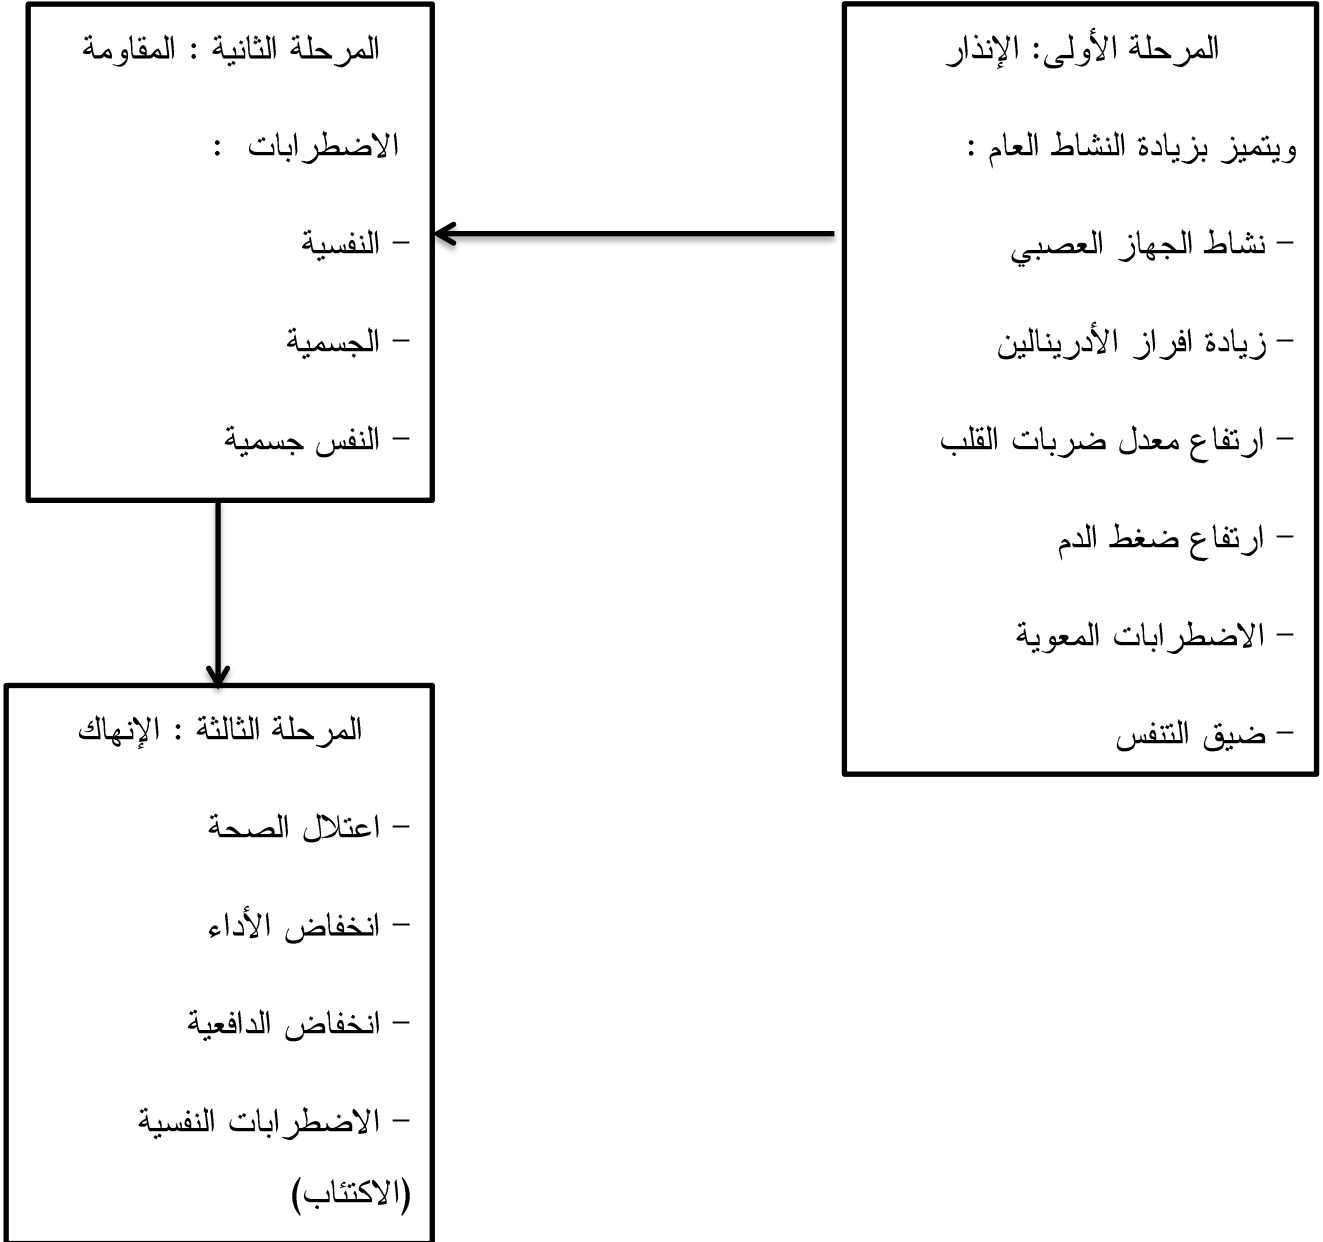 المرحلة الأولى: الإنذار
ويتميز بزيادة النشاط العام :
- نشاط الجهاز العصبي
- زيادة افراز الأدرينالين
- ارتفاع معدل ضربات القلب
- ارتفاع ضغط الدم
- الاضطرابات المعوية
- ضيق التنفس
المرحلة الثانية : المقاومة
الاضطرابات :
- النفسية
- الجسمية
- النفس جسمية
المرحلة الثالثة : الإنهاك
- اعتلال الصحة
- انخفاض الأداء
- انخفاض الدافعية
- الاضطرابات النفسية
(الاكتئاب)